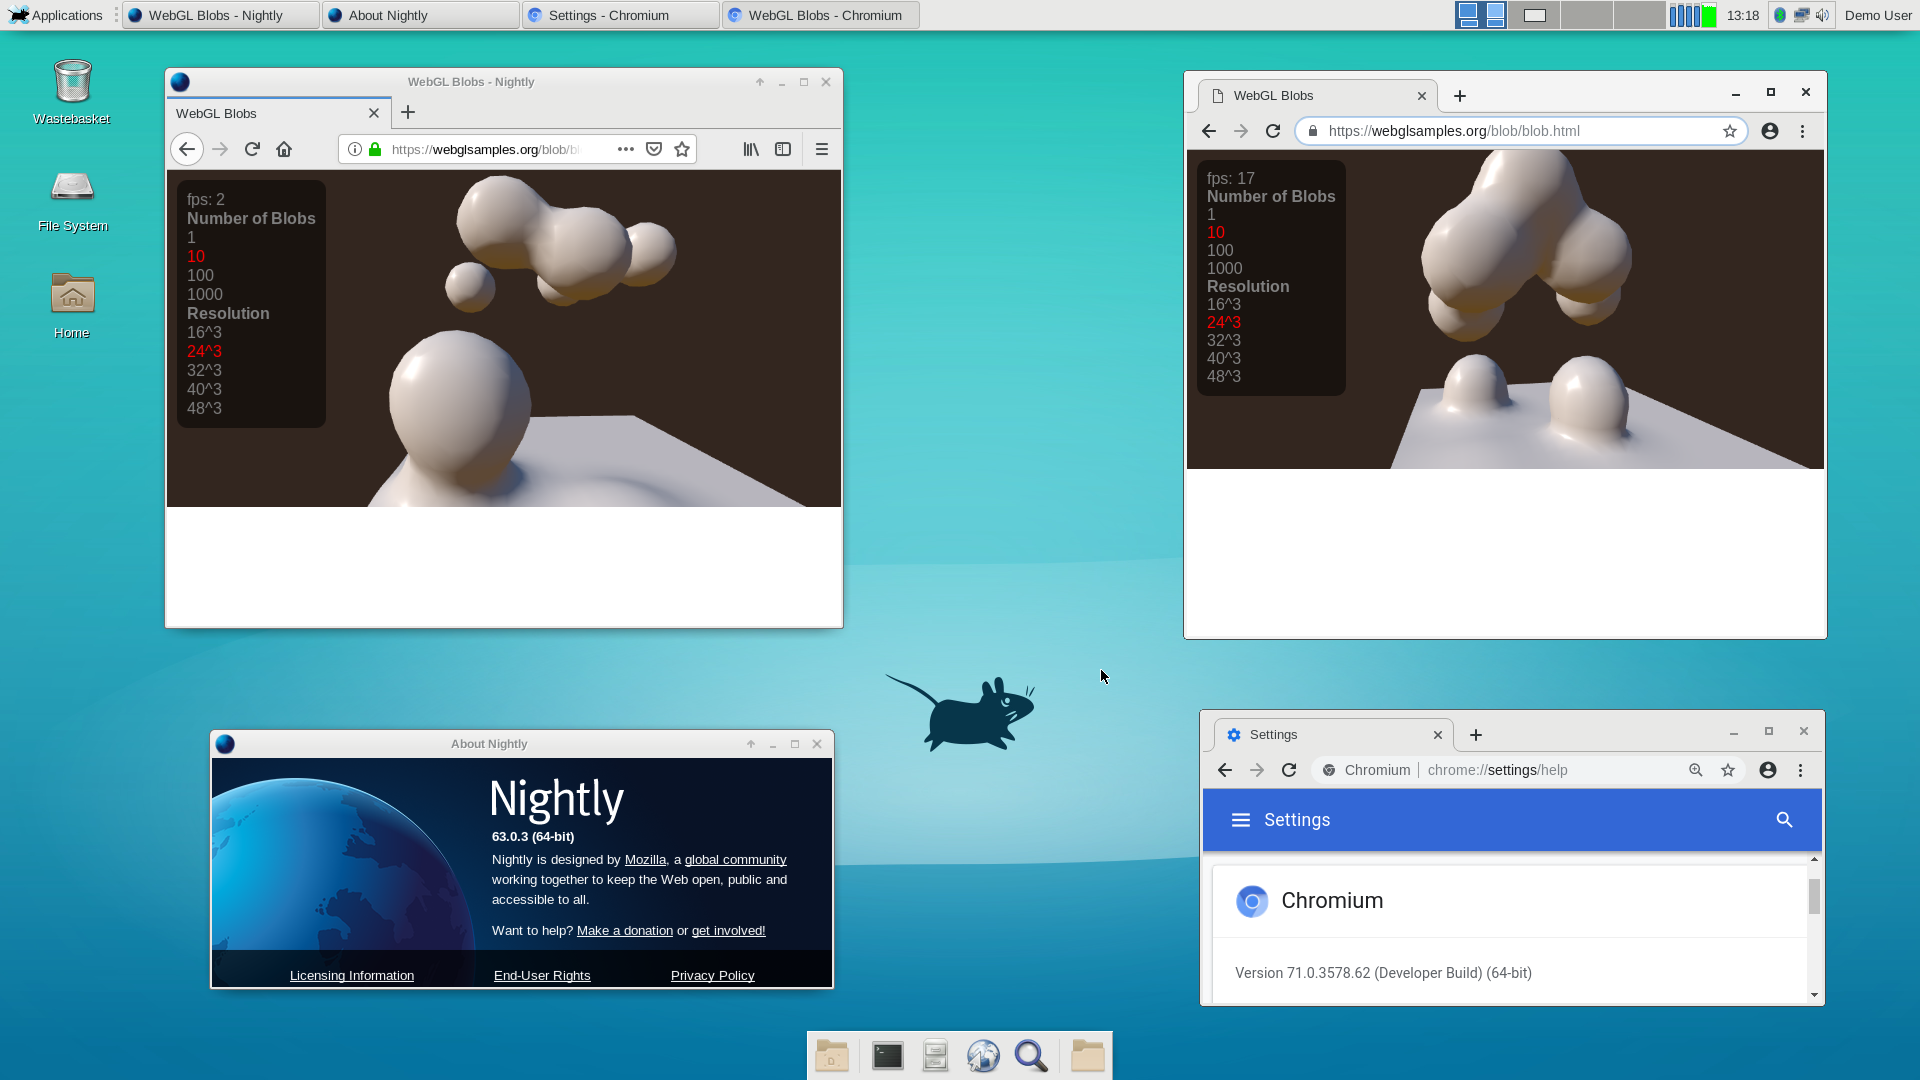 Applications
WebGL Blobs - Nightly
About Nightly
Settings - Chromium
WebGL Blobs - Chromium
13:18
Demo User
Wastebasket
File System
Home
WebGL Blobs - Nightly
WebGL Blobs
https://webglsamples.org/blob/bl
fps: 2
Number of Blobs
1
10
100
1000
Resolution
16^3
24^3
32^3
40^3
48^3
WebGL Blobs
https://webglsamples.org/blob/blob.html
fps: 17
Number of Blobs
1
10
100
1000
Resolution
16^3
24^3
32^3
40^3
48^3
About Nightly
Nightly
63.0.3 (64-bit)
Nightly is designed by Mozilla, a global community
working together to keep the Web open, public and
accessible to all.
Want to help? Make a donation or get involved!
Licensing Information End-User Rights Privacy Policy
Settings
Chromium chrome://settings/help
Settings
Chromium
Version 71.0.3578.62 (Developer Build) (64-bit)